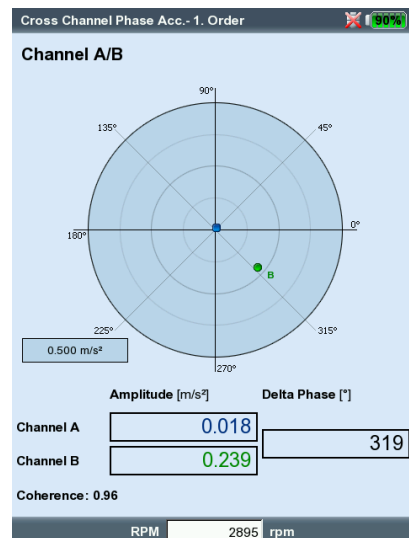 Cross Channel Phase Acc.- 1. Order
90%
Channel A/B
90°
135°
45°
180°
0°
B
225°
315°
0.500 m/s²
270°
Amplitude [m/s²]
Delta Phase [°]
Channel A
0.018
319
Channel B
0.239
Coherence: 0.96
RPM 2895 rpm